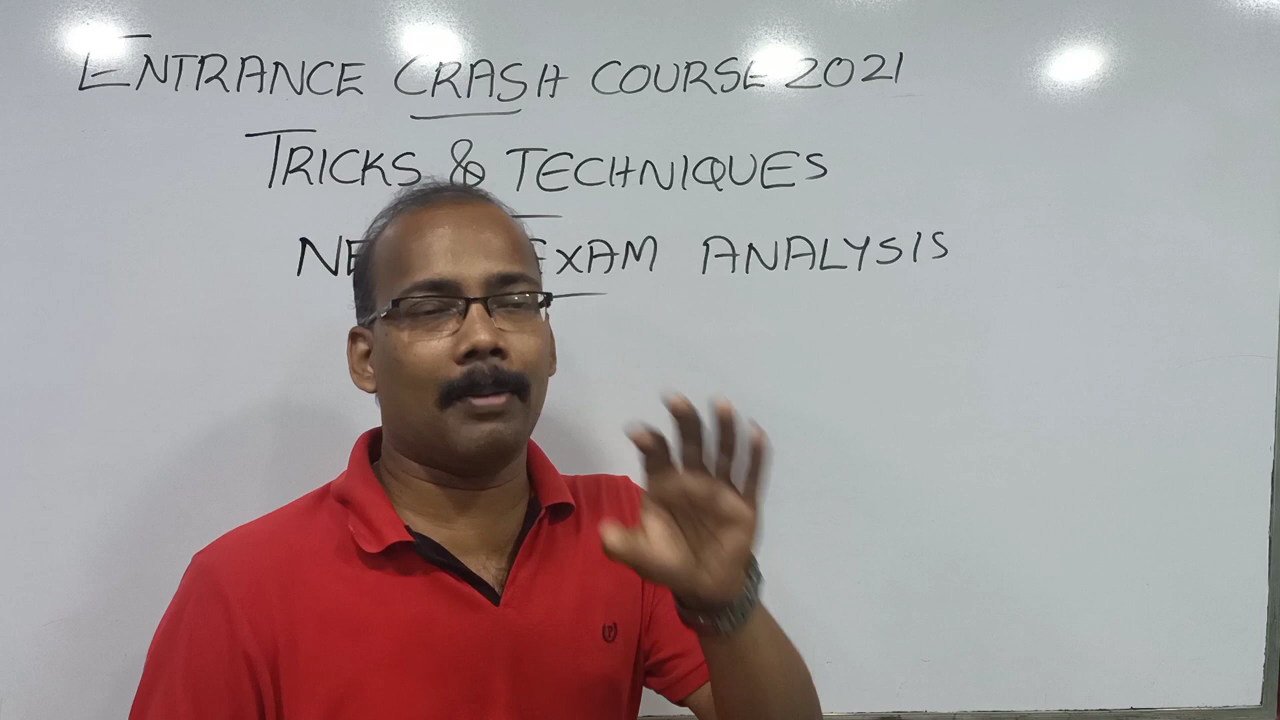 ENTRANCE CRASH COURSE 2021
TRICKS & TECHNIQUES
EXAM ANALYSIS